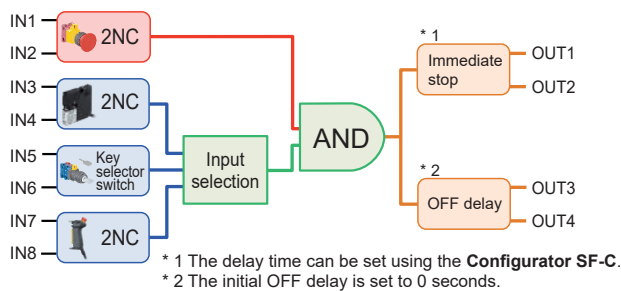 IN1
2NC
IN2
IN3
2NC
IN4
IN5
Key
selector
switch
IN6
IN7
2NC
IN8
Input
selection
AND
* 1
Immediate
stop
OUT1
OUT2
* 2
OFF delay
OUT3
OUT4
* 1 The delay time can be set using the Configurator SF-C.
* 2 The initial OFF delay is set to 0 seconds.